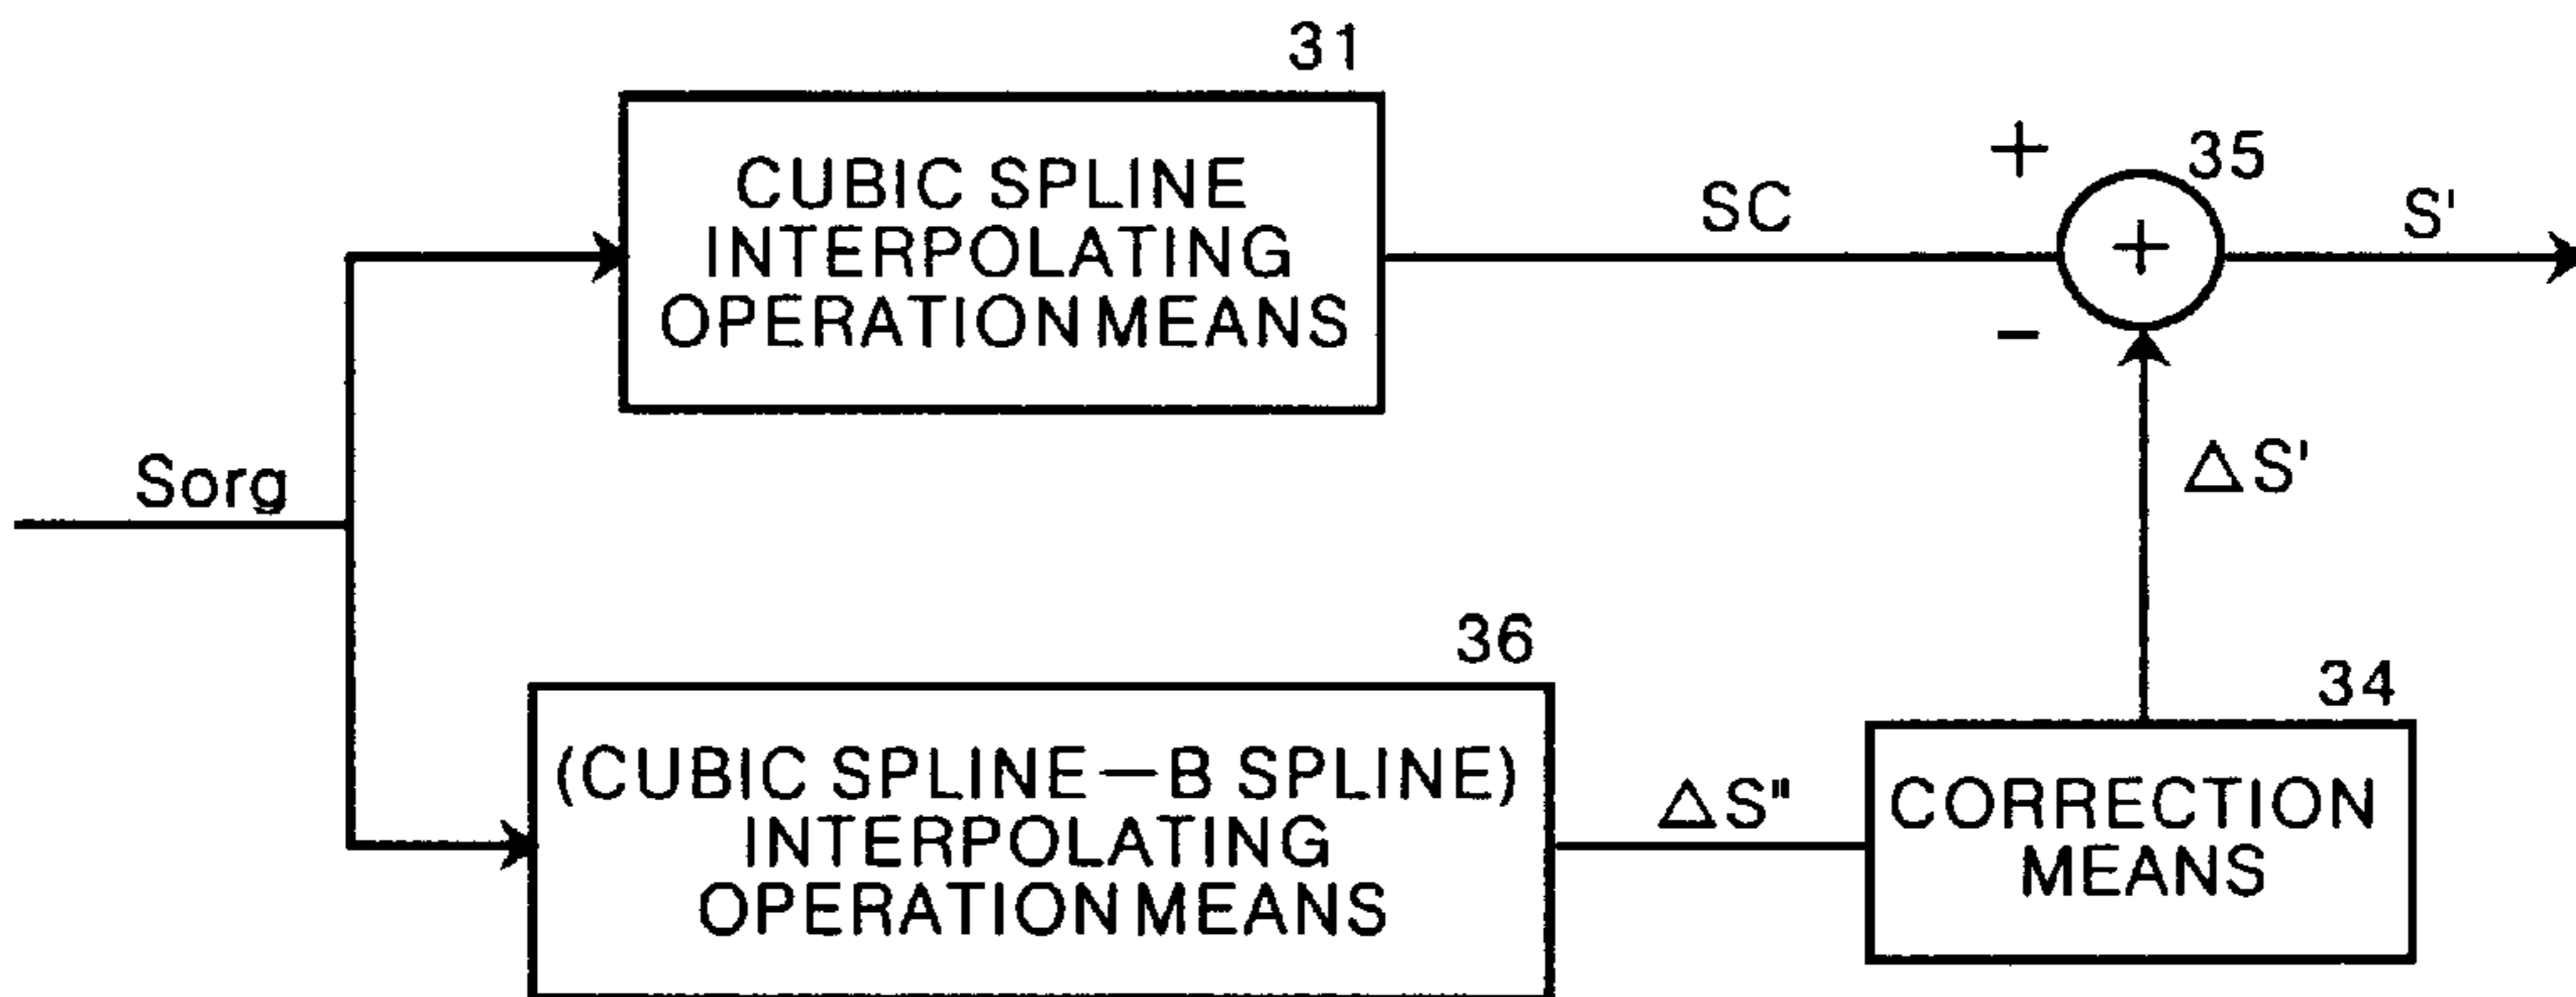 31
CUBIC SPLINE
INTERPOLATING
OPERATION MEANS
SC
+
35
+
S'
−
Sorg
ΔS'
36
(CUBIC SPLINE—B SPLINE)
INTERPOLATING
OPERATION MEANS
ΔS"
34
CORRECTION
MEANS